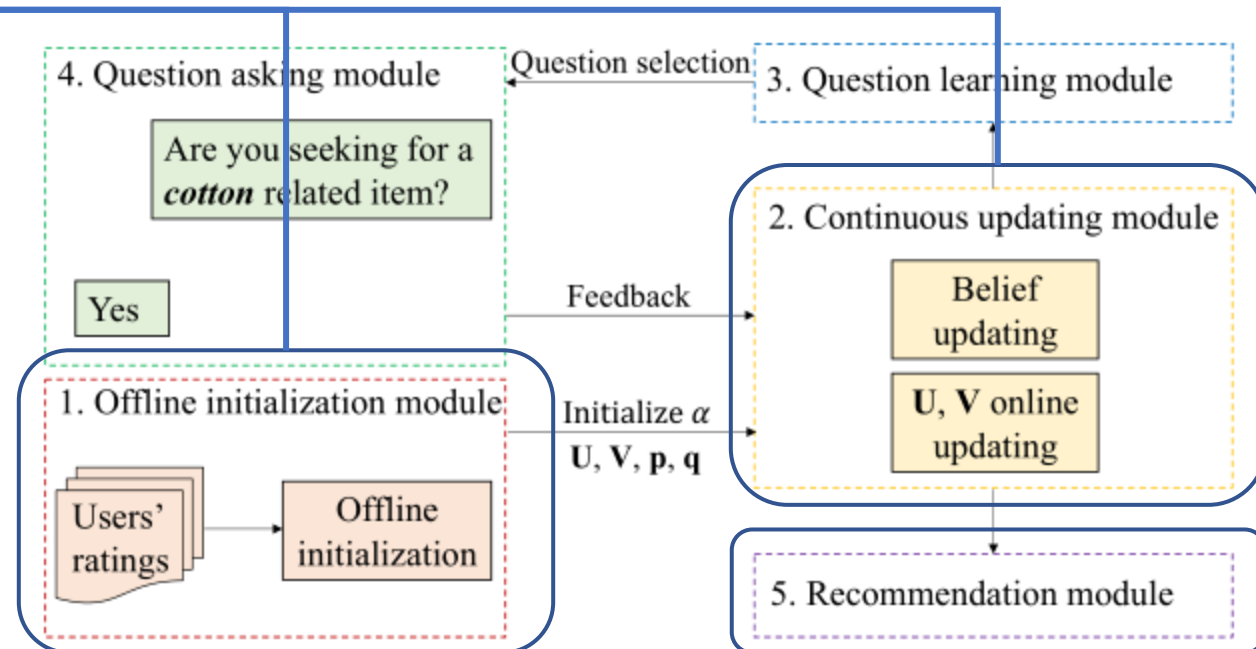 4. Question asking module
Are you seeking for a
cotton related item?
Yes
Question selection
3. Question learning module
Feedback
2. Continuous updating module
Belief
updating
U, V online
updating
1. Offline initialization module
Users’
ratings
Offline
initialization
Initialize α
U, V, p, q
5. Recommendation module